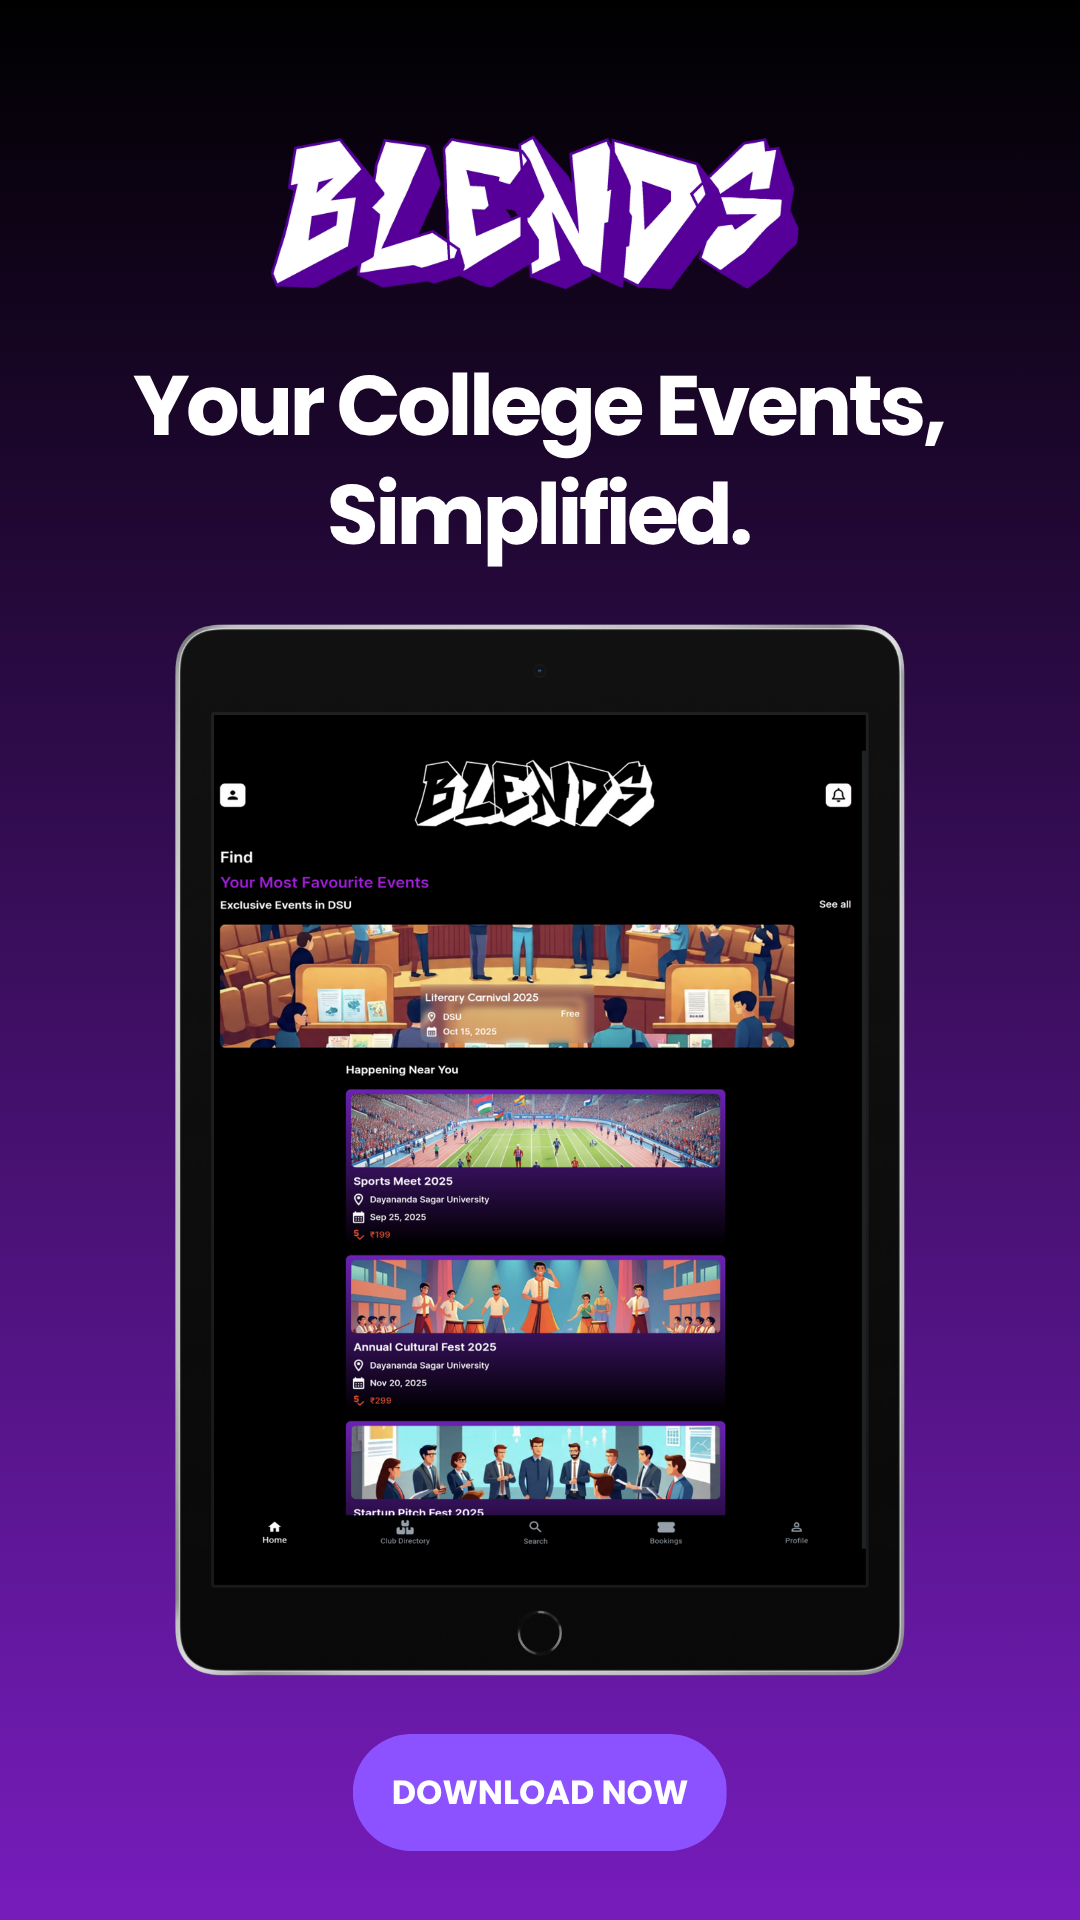 BLENDS
Your College Events,
Simplified.
BLENDS
Find
Your Most Favourite Events
Exclusive Events in DSU
See all
Literary Carnival 2025
DSU
Free
Oct 15, 2025
Happening Near You
Sports Meet 2025
Dayananda Sagar University
Sep 25, 2025
₹199
Annual Cultural Fest 2025
Dayananda Sagar University
Nov 20, 2025
₹299
Startup Pitch Fest 2025
Home
Club Directory
Search
Bookings
Profile
DOWNLOAD NOW